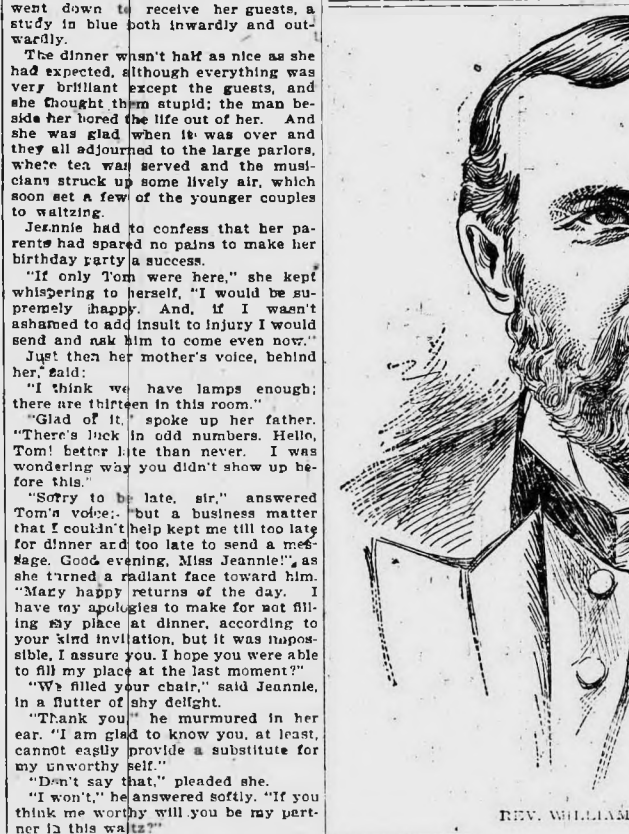 went down to receive her guests, a
study in blue both inwardly and out-
wardly.
The dinner wasn't half as nice as she
had expected, although everything was
very brilliant except the guests, and
she thought them stupid; the man be-
side her bored the life out of her. And
she was glad when it was over and
they all adjourned to the large parlors,
where tea was served and the musi-
cians struck up some lively air, which
soon set a few of the younger couples
to waltzing.
Jeannie had to confess that her pa-
rents had spared no pains to make her
birthday party a success.
"If only Tom were here," she kept
whispering to herself, "I would be su-
premely happy. And, if I wasn't
ashamed to add insult to injury I would
send and ask him to come even now."
Just then her mother's voice, behind
her, said:
"I think we have lamps enough;
there are thirteen in this room."
"Glad of it," spoke up her father.
"There's luck in odd numbers. Hello,
Tom! better late than never. I was
wondering why you didn't show up be-
fore this."
"Sorry to be late, sir," answered
Tom's voice; "but a business matter
that I couldn't help kept me till too late
for dinner and too late to send a mes-
sage. Good evening, Miss Jeannie!", as
she turned a radiant face toward him.
"Many happy returns of the day. I
have my apologies to make for not fill-
ing my place at dinner, according to
your kind invitation, but it was impos-
sible, I assure you. I hope you were able
to fill my place at the last moment?"
"We filled your chair," said Jeannie,
in a flutter of shy delight.
"Thank you," he murmured in her
ear. "I am glad to know you, at least,
cannot easily provide a substitute for
my unworthy self."
"Don't say that," pleaded she.
"I won't," he answered softly. "If you
think me worthy will you be my part-
ner in this waltz?"
REV. WILLIAM